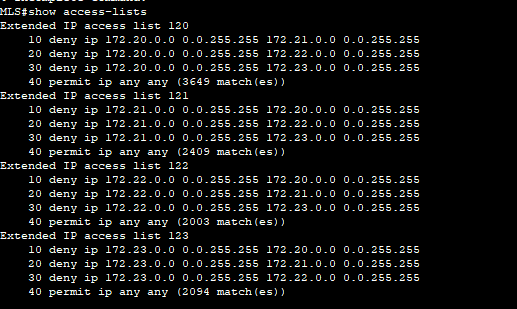 MLS#show access-lists
Extended IP access list 120
10 deny ip 172.20.0.0 0.0.255.255 172.21.0.0 0.0.255.255
20 deny ip 172.20.0.0 0.0.255.255 172.22.0.0 0.0.255.255
30 deny ip 172.20.0.0 0.0.255.255 172.23.0.0 0.0.255.255
40 permit ip any any (3649 match(es))
Extended IP access list 121
10 deny ip 172.21.0.0 0.0.255.255 172.20.0.0 0.0.255.255
20 deny ip 172.21.0.0 0.0.255.255 172.22.0.0 0.0.255.255
30 deny ip 172.21.0.0 0.0.255.255 172.23.0.0 0.0.255.255
40 permit ip any any (2409 match(es))
Extended IP access list 122
10 deny ip 172.22.0.0 0.0.255.255 172.20.0.0 0.0.255.255
20 deny ip 172.22.0.0 0.0.255.255 172.21.0.0 0.0.255.255
30 deny ip 172.22.0.0 0.0.255.255 172.23.0.0 0.0.255.255
40 permit ip any any (2003 match(es))
Extended IP access list 123
10 deny ip 172.23.0.0 0.0.255.255 172.20.0.0 0.0.255.255
20 deny ip 172.23.0.0 0.0.255.255 172.21.0.0 0.0.255.255
30 deny ip 172.23.0.0 0.0.255.255 172.22.0.0 0.0.255.255
40 permit ip any any (2094 match(es))